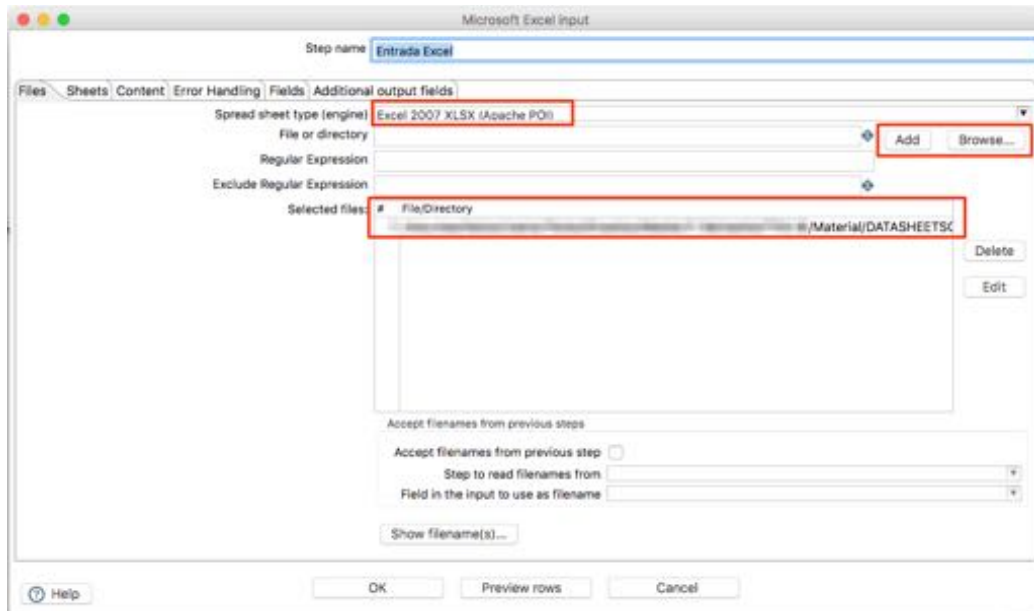 Microsoft Excel input
Step name Entrada Excel
Files Sheets Content Error Handling Fields Additional output fields
Spread sheet type (engine) Excel 2007 XLSX (Apache POI)
File or directory Add Browse...
Regular Expression
Exclude Regular Expression
Selected files: # File/Directory
/Material/DATASHEETSC
Delete
Edit
Accept filenames from previous steps
Accept filenames from previous step
Step to read filenames from
Field in the input to use as filename
Show filename(s)...
Help OK Preview rows Cancel